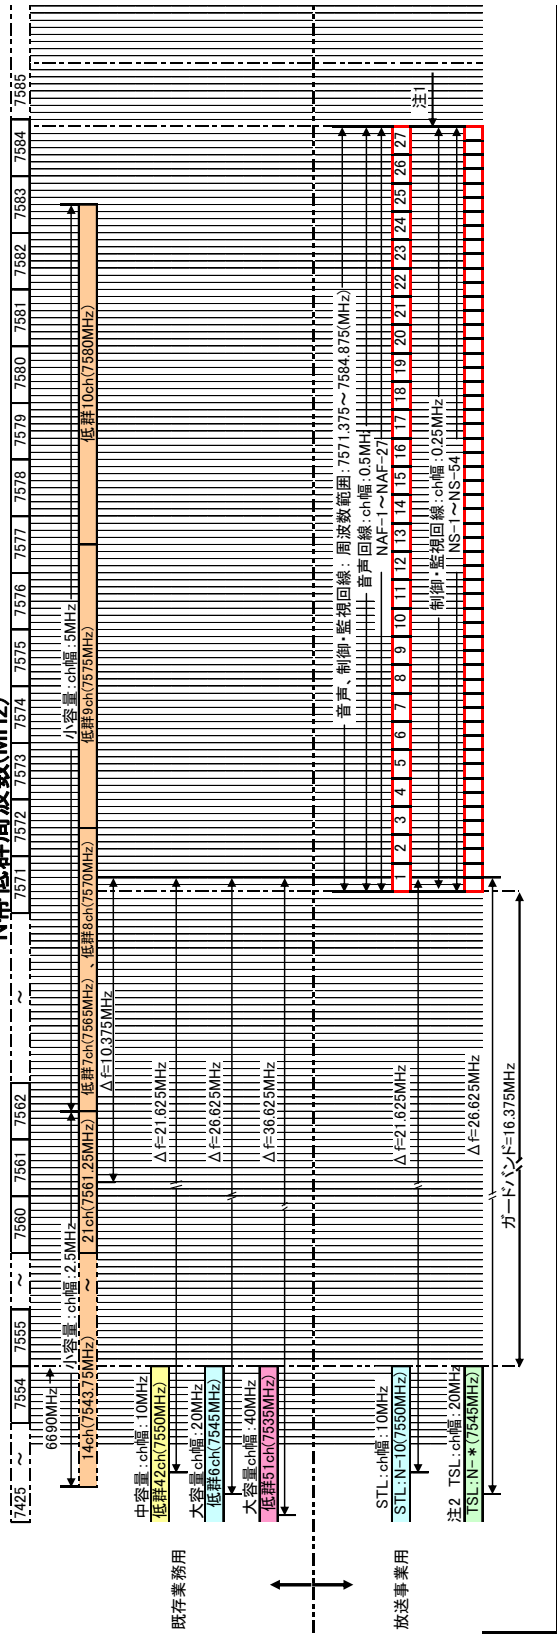 N帯低群周波数(MHz)
7425 ～ 7554 7555 ～ 7560 7561 7562 ～ 7571 7572 7573 7574 7575 7576 7577 7578 7579 7580 7581 7582 7583 7584 7585
6690MHz
小容量:ch幅:2.5MHz
小容量:ch幅:5MHz
14ch(7543.75MHz) ～ 21ch(7561.25MHz) 低群7ch(7565MHz) 、低群8ch(7570MHz) 低群9ch(7575MHz) 低群10ch(7580MHz)
Δf=10.375MHz
既存業務用
中容量:ch幅:10MHz
低群42ch(7550MHz)
Δf=21.625MHz
大容量ch幅:20MHz
低群6ch(7545MHz)
Δf=26.625MHz
大容量ch幅:40MHz
低群51ch(7535MHz)
Δf=36.625MHz
放送事業用
音声、制御・監視回線: 周波数範囲:7571.375～7584.875(MHz)
音声回線:ch幅:0.5MHz
NAF-1～NAF-27
STL:ch幅:10MHz
STL:N-10(7550MHz)
Δf=21.625MHz
1 2 3 4 5 6 7 8 9 10 11 12 13 14 15 16 17 18 19 20 21 22 23 24 25 26 27
注1
制御・監視回線:ch幅:0.25MHz
NS-1～NS-54
注2 TSL:ch幅:20MHz
TSL:N-*(7545MHz)
Δf=26.625MHz
ガードバンド=16.375MHz